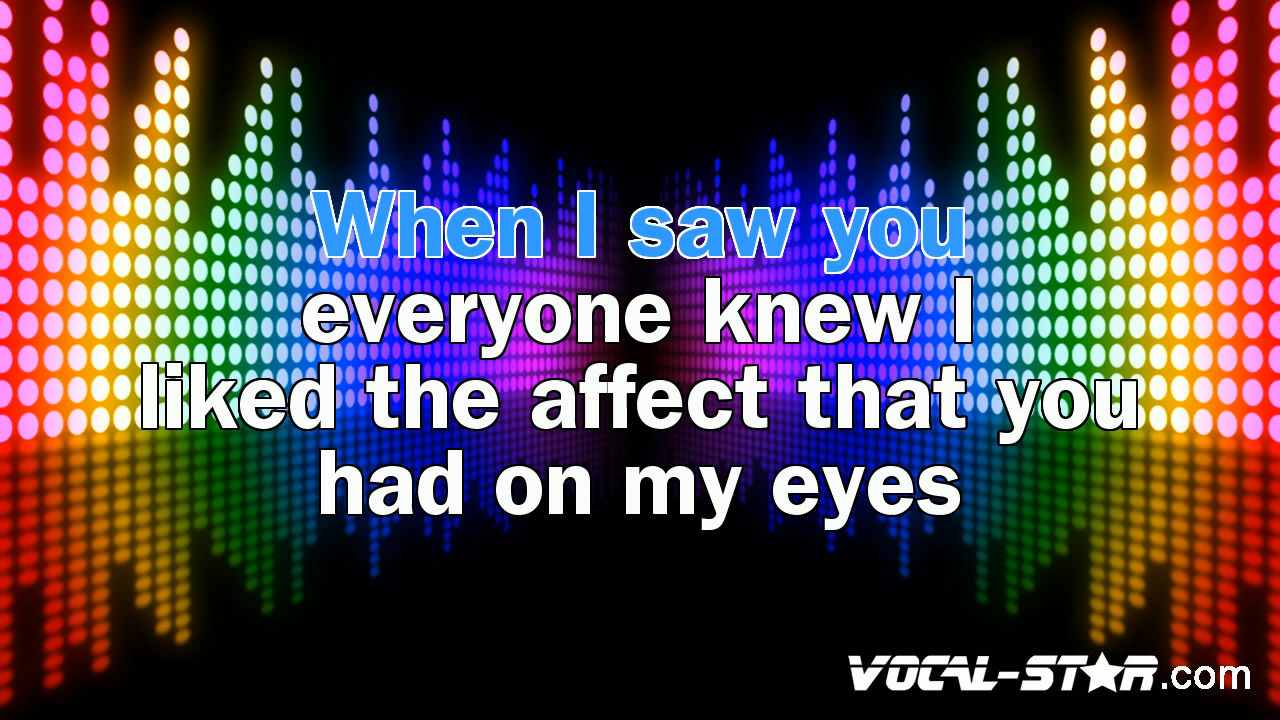 When I saw you
everyone knew I
liked the affect that you
had on my eyes
VOCAL-STAR.com